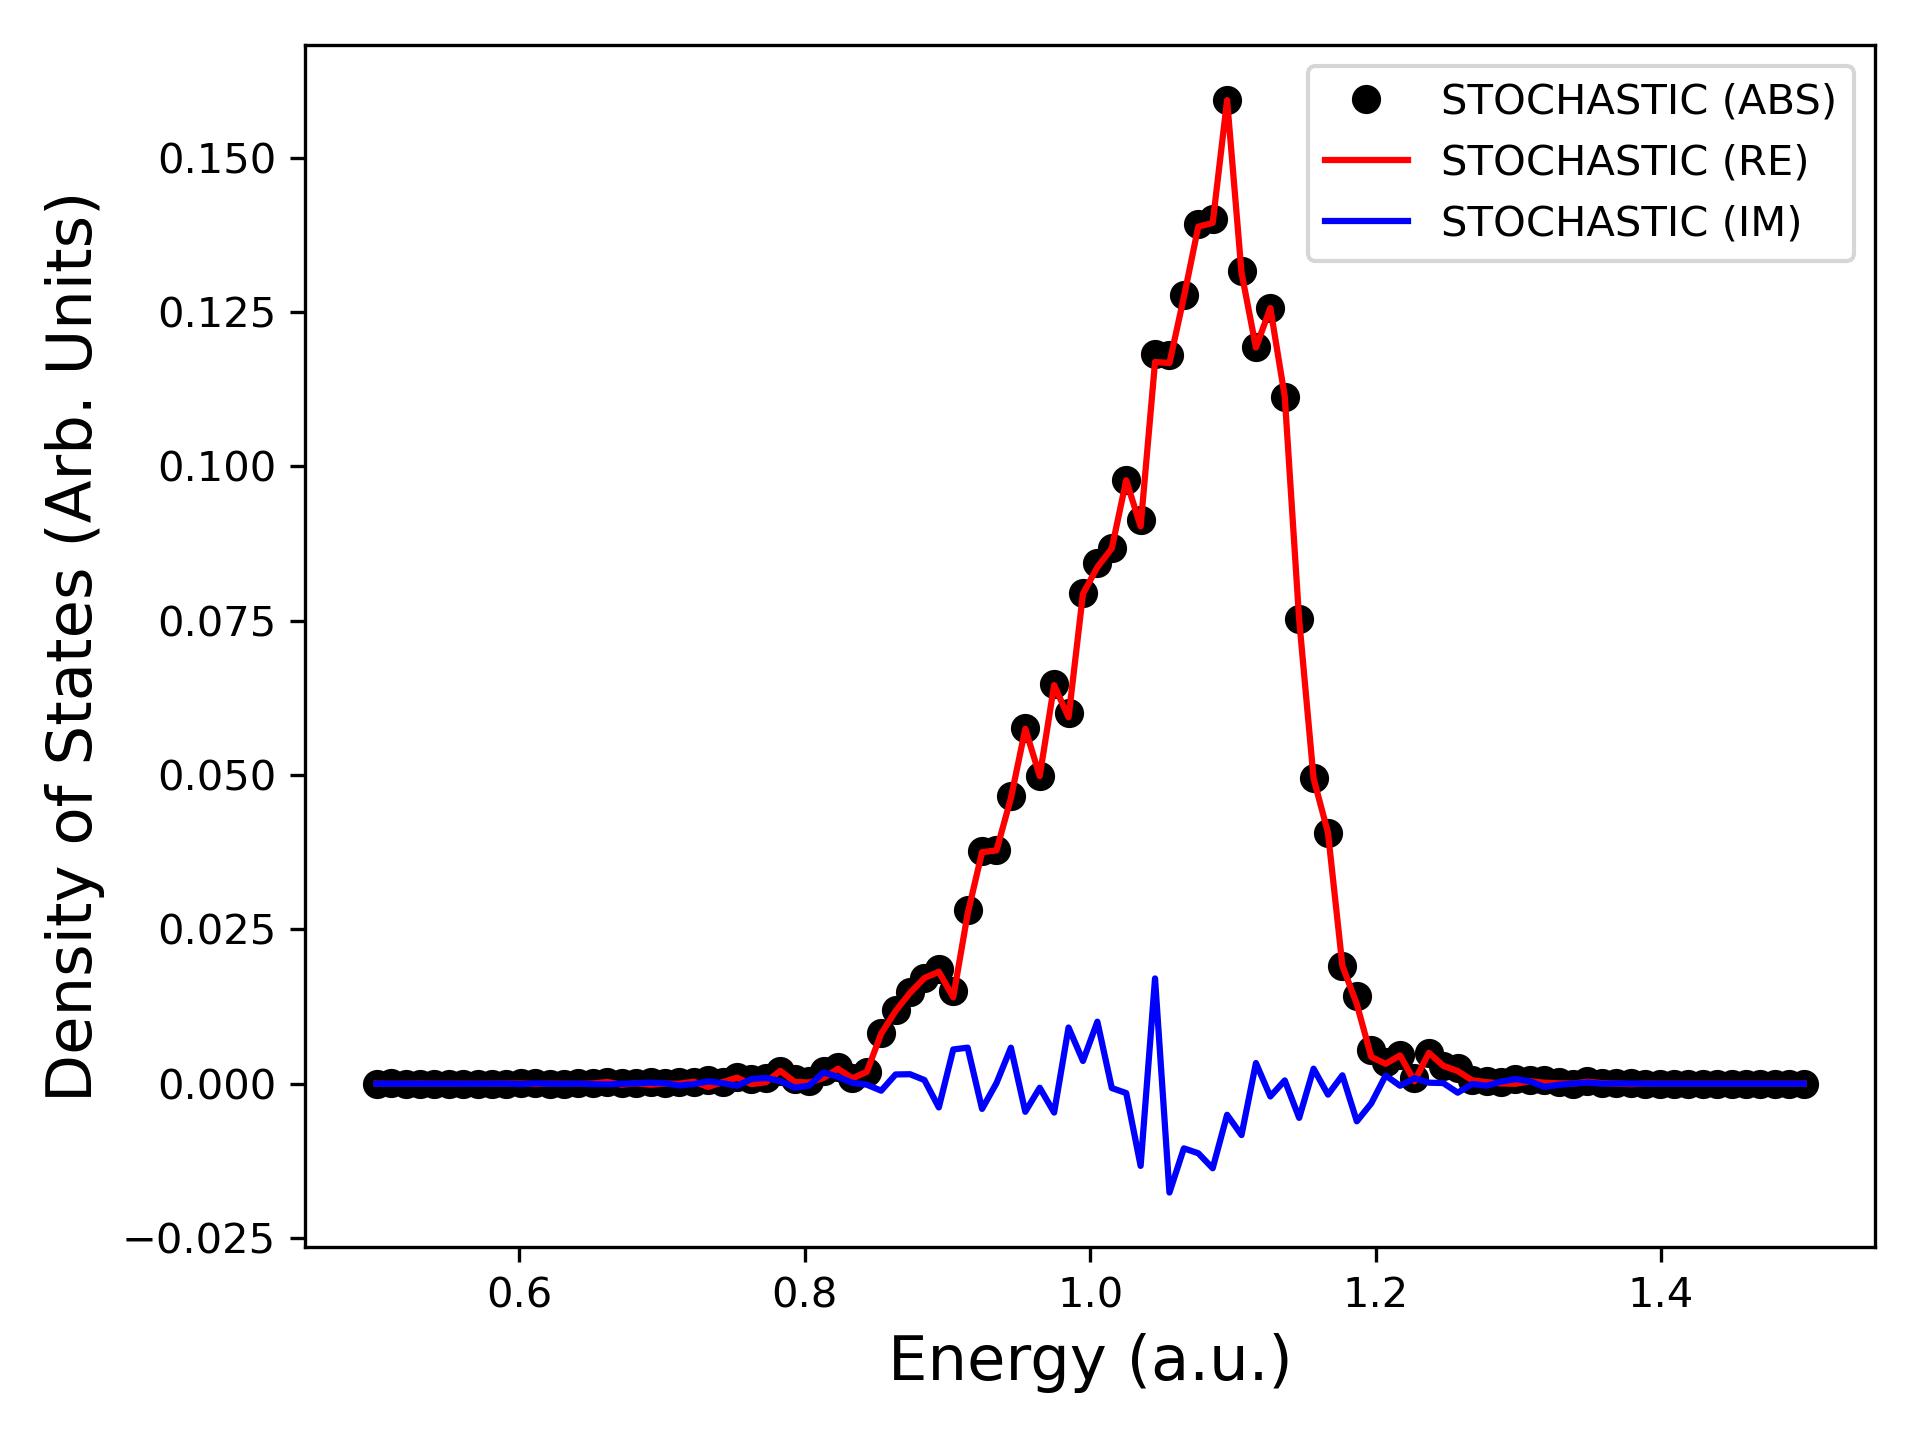 STOCHASTIC (ABS)
STOCHASTIC (RE)
STOCHASTIC (IM)
Density of States (Arb. Units)
0.150
0.125
0.100
0.075
0.050
0.025
0.000
−0.025
0.6 0.8 1.0 1.2 1.4
Energy (a.u.)